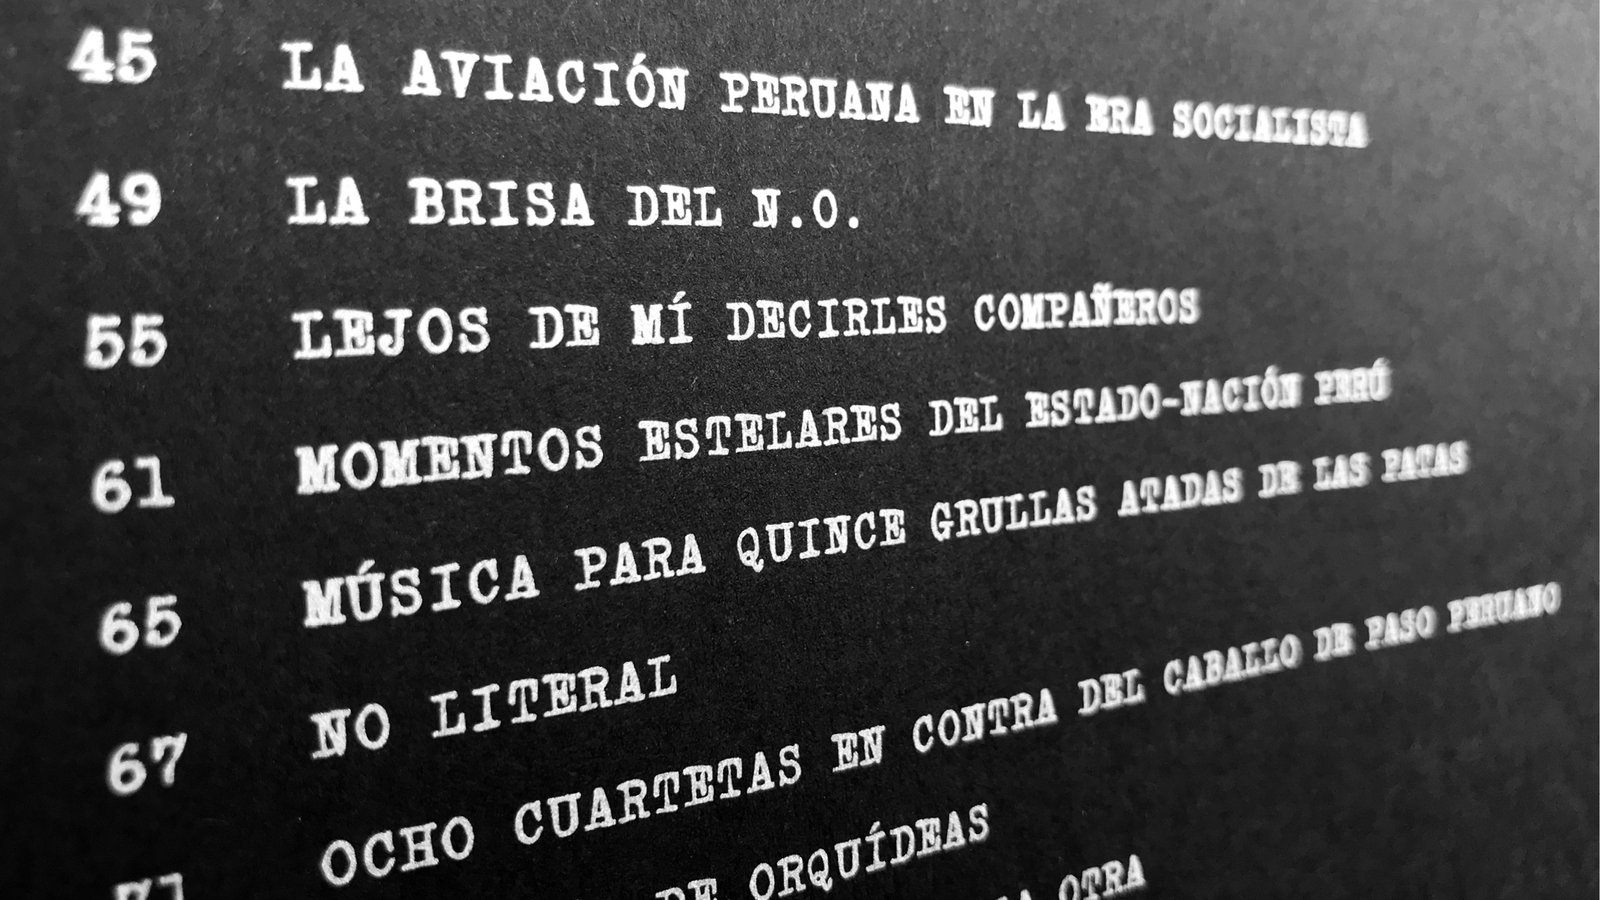 45 LA AVIACIÓN PERUANA EN LA ERA SOCIALISTA
49 LA BRISA DEL N.O.
55 LEJOS DE MÍ DECIRLES COMPAÑEROS
61 MOMENTOS ESTELARES DEL ESTADO-NACIÓN PERÚ
65 MÚSICA PARA QUINCE GRULLAS ATADAS DE LAS PATAS
67 NO LITERAL
71 OCHO CUARTETAS EN CONTRA DEL CABALLO DE PASO PERUANO
DE ORQUÍDEAS
OTRA